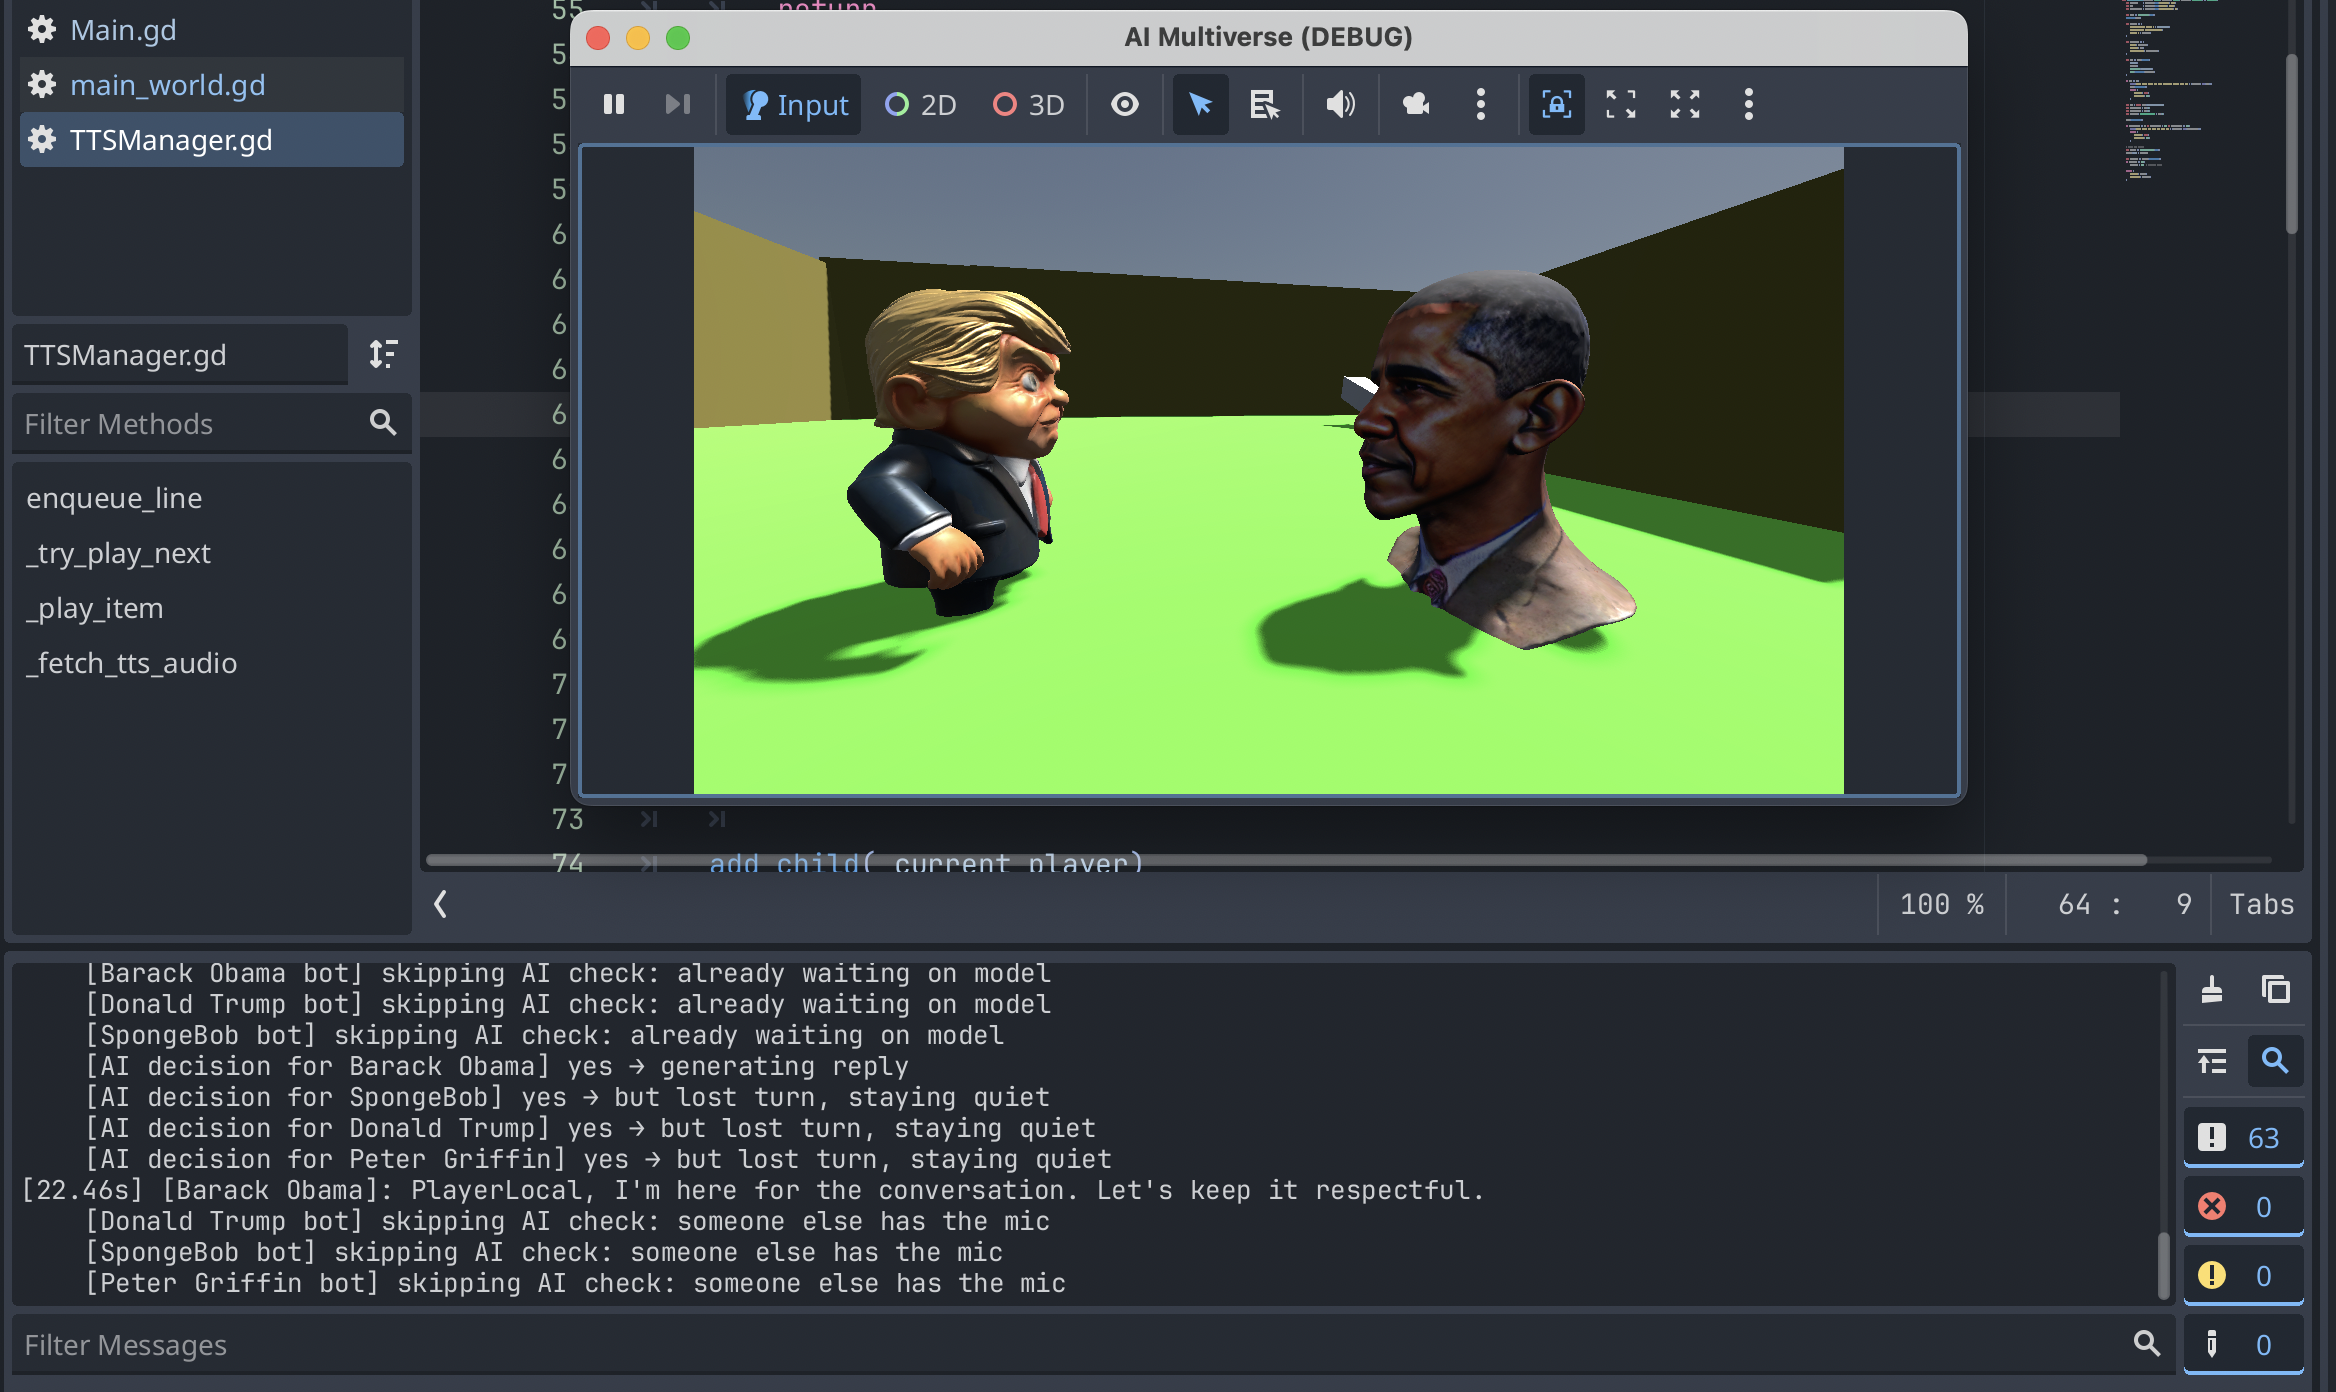 Main.gd
main_world.gd
TTSManager.gd
TTSManager.gd
Filter Methods
enqueue_line
_try_play_next
_play_item
_fetch_tts_audio
55 return
5
5
5
5
6
6
6
6
6
6
6
6
6
6
7
7
7
73
74 add_child(_current_player)
AI Multiverse (DEBUG)
Input 2D 3D
100 % 64 : 9 Tabs
[Barack Obama bot] skipping AI check: already waiting on model
[Donald Trump bot] skipping AI check: already waiting on model
[SpongeBob bot] skipping AI check: already waiting on model
[AI decision for Barack Obama] yes → generating reply
[AI decision for SpongeBob] yes → but lost turn, staying quiet
[AI decision for Donald Trump] yes → but lost turn, staying quiet
[AI decision for Peter Griffin] yes → but lost turn, staying quiet
[22.46s] [Barack Obama]: PlayerLocal, I'm here for the conversation. Let's keep it respectful.
[Donald Trump bot] skipping AI check: someone else has the mic
[SpongeBob bot] skipping AI check: someone else has the mic
[Peter Griffin bot] skipping AI check: someone else has the mic
63
0
0
0
Filter Messages